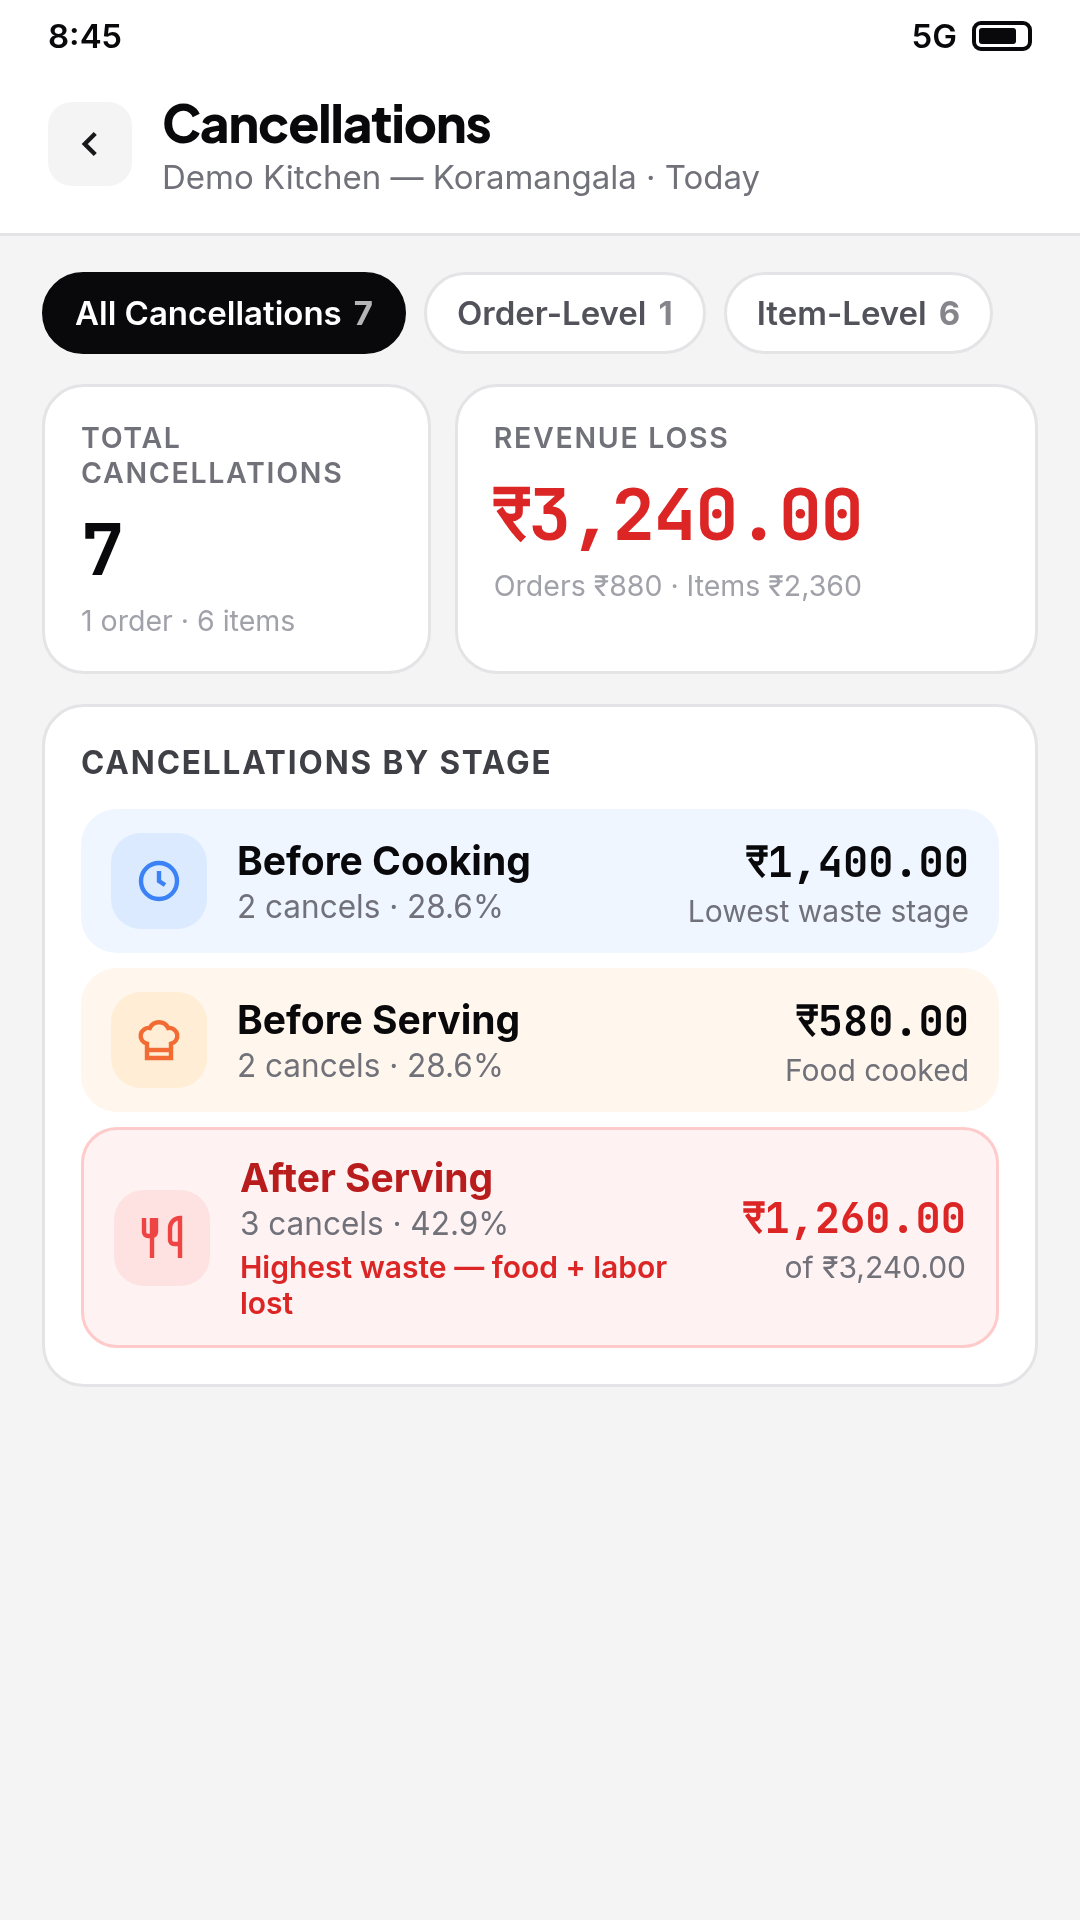 8:45
5G
Cancellations
Demo Kitchen — Koramangala · Today
All Cancellations 7
Order-Level 1
Item-Level 6
TOTAL
CANCELLATIONS
7
1 order · 6 items
REVENUE LOSS
₹3,240.00
Orders ₹880 · Items ₹2,360
CANCELLATIONS BY STAGE
Before Cooking
2 cancels · 28.6%
₹1,400.00
Lowest waste stage
Before Serving
2 cancels · 28.6%
₹580.00
Food cooked
After Serving
3 cancels · 42.9%
Highest waste — food + labor
lost
₹1,260.00
of ₹3,240.00